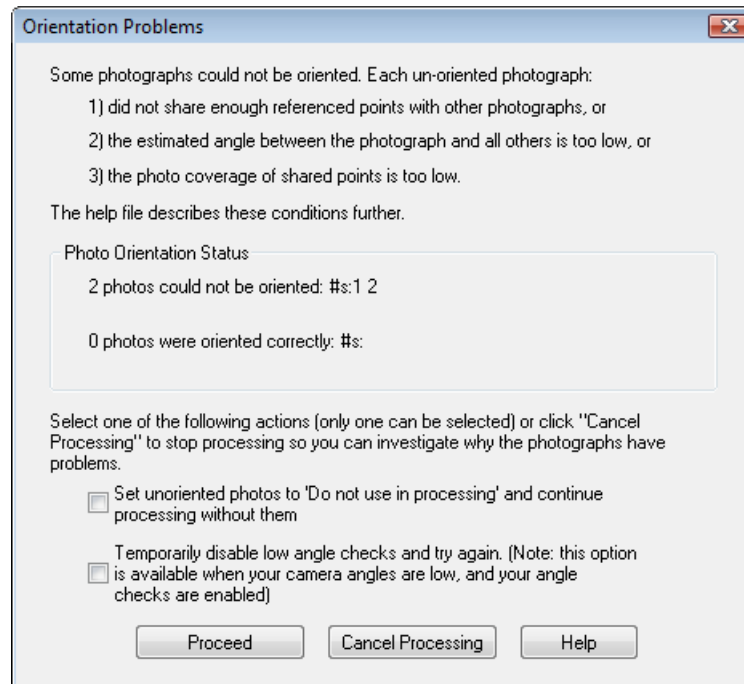 Orientation Problems
Some photographs could not be oriented. Each un-oriented photograph:
1) did not share enough referenced points with other photographs, or
2) the estimated angle between the photograph and all others is too low, or
3) the photo coverage of shared points is too low.
The help file describes these conditions further.
Photo Orientation Status
2 photos could not be oriented: #s:1 2
0 photos were oriented correctly: #s:
Select one of the following actions (only one can be selected) or click "Cancel
Processing" to stop processing so you can investigate why the photographs have
problems.
Set unoriented photos to 'Do not use in processing' and continue
processing without them
Temporarily disable low angle checks and try again. (Note: this option
is available when your camera angles are low, and your angle
checks are enabled)
Proceed
Cancel Processing
Help